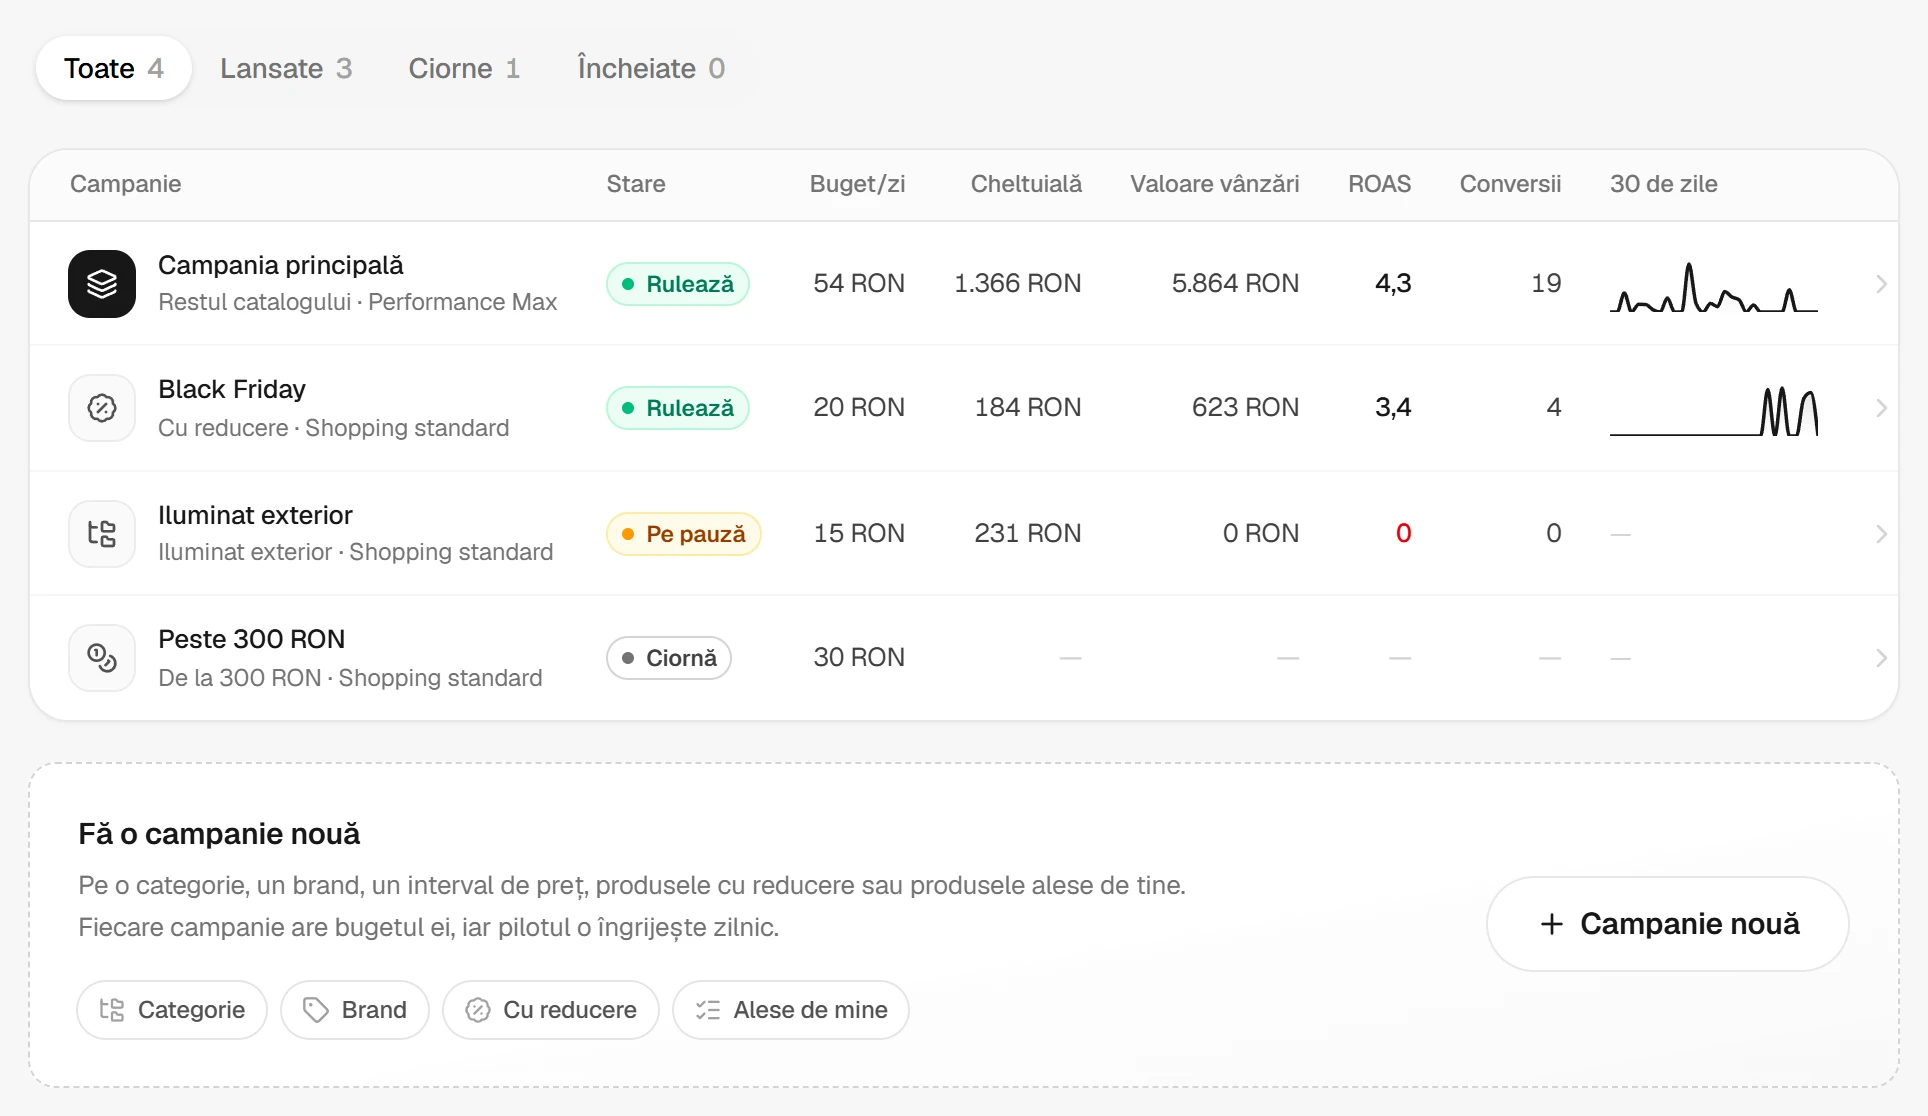 Toate 4 Lansate 3 Ciorne 1 Încheiate 0
Campanie Stare Buget/zi Cheltuială Valoare vânzări ROAS Conversii 30 de zile
Campania principală
Restul catalogului · Performance Max
Rulează 54 RON 1.366 RON 5.864 RON 4,3 19
Black Friday
Cu reducere · Shopping standard
Rulează 20 RON 184 RON 623 RON 3,4 4
Iluminat exterior
Iluminat exterior · Shopping standard
Pe pauză 15 RON 231 RON 0 RON 0 0 —
Peste 300 RON
De la 300 RON · Shopping standard
Ciornă 30 RON — — — — —
Fă o campanie nouă
Pe o categorie, un brand, un interval de preț, produsele cu reducere sau produsele alese de tine.
Fiecare campanie are bugetul ei, iar pilotul o îngrijește zilnic.
+ Campanie nouă
Categorie Brand Cu reducere Alese de mine